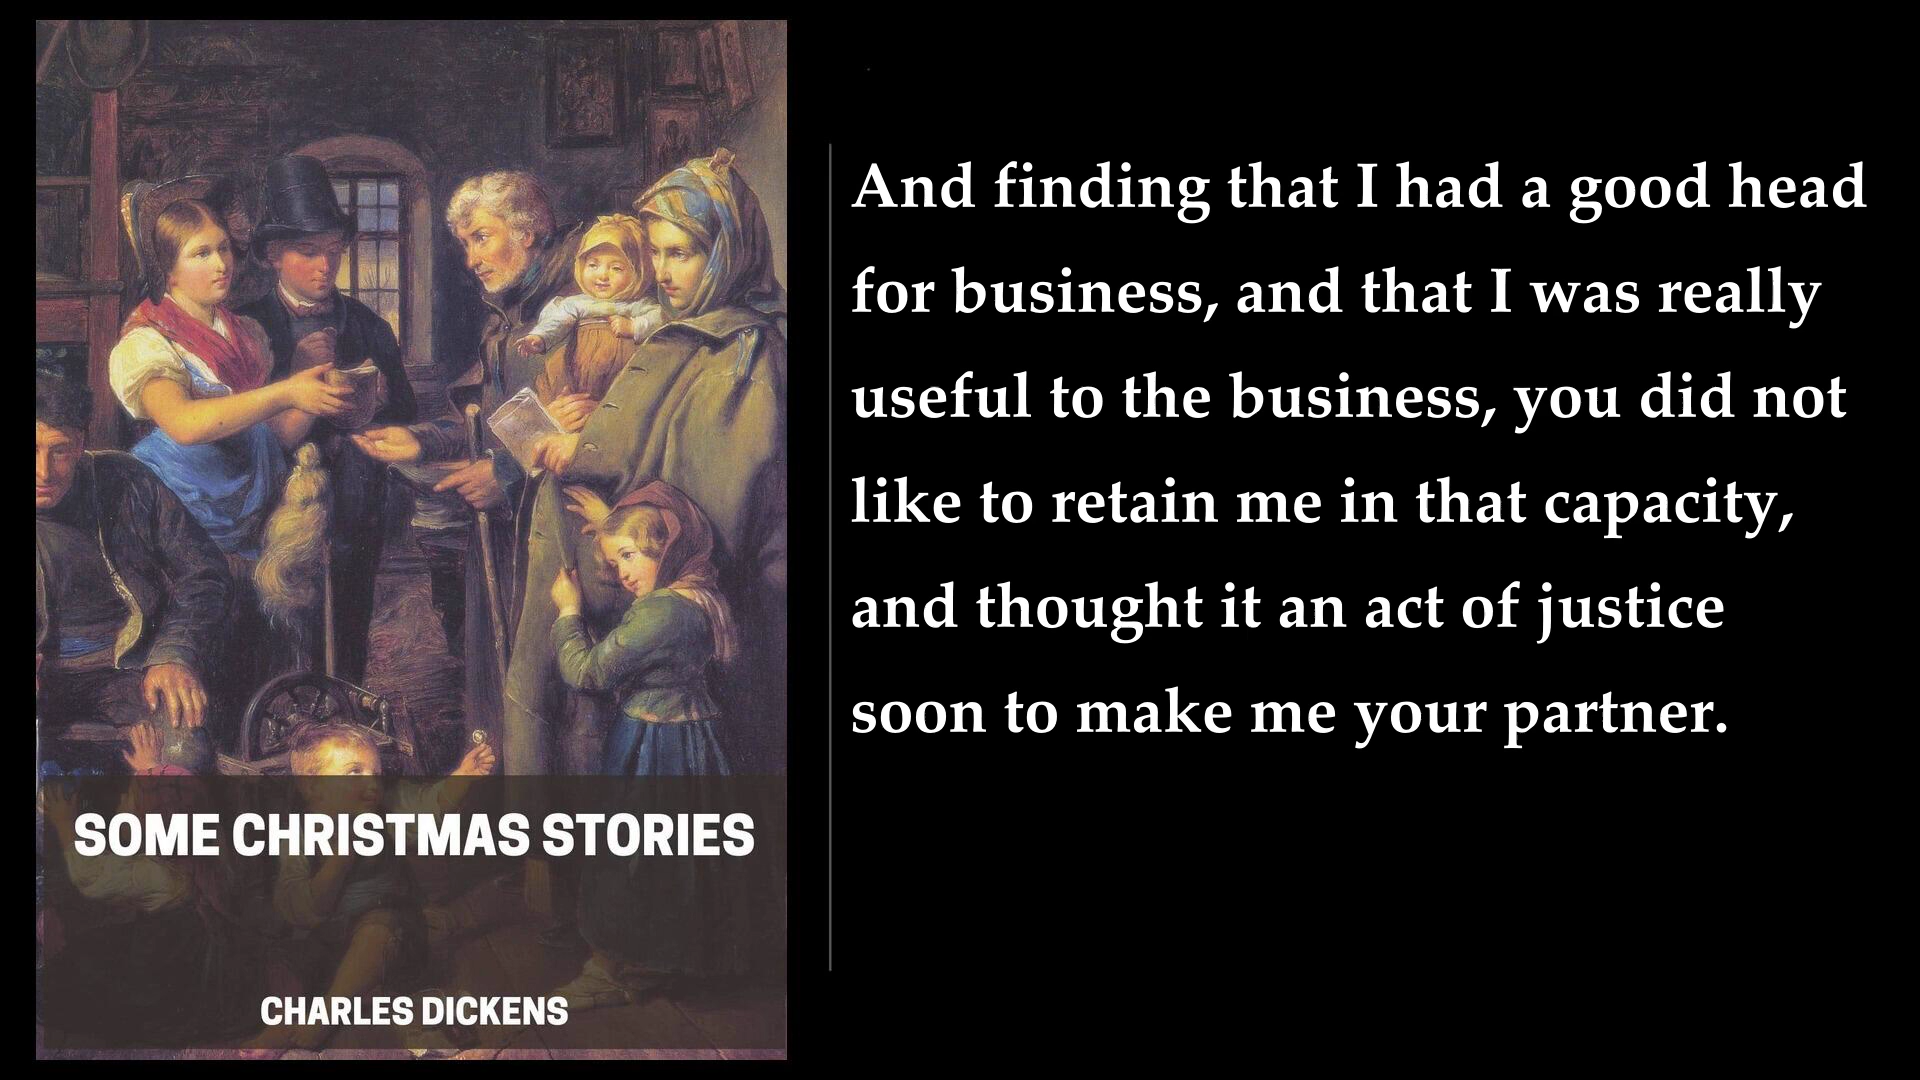 SOME CHRISTMAS STORIES
CHARLES DICKENS
And finding that I had a good head
for business, and that I was really
useful to the business, you did not
like to retain me in that capacity,
and thought it an act of justice
soon to make me your partner.